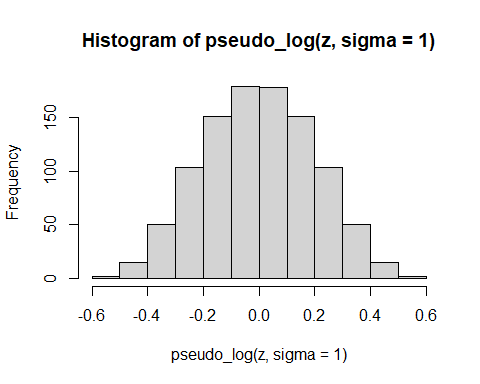 Histogram of pseudo_log(z, sigma = 1)
Frequency
150
100
50
0
-0.6 -0.4 -0.2 0.0 0.2 0.4 0.6
pseudo_log(z, sigma = 1)